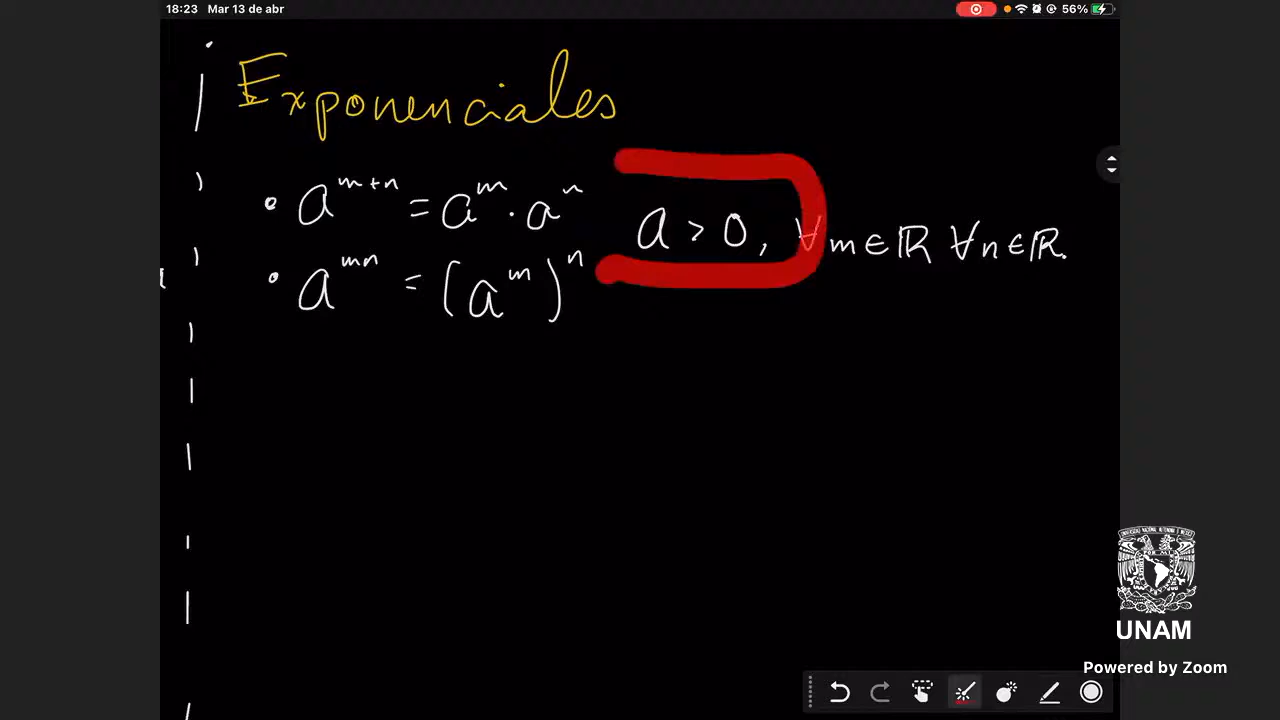 18:23 Mar 13 de abr 56%
Exponenciales
• a^{m+n} = a^m · a^n a > 0, ∀m∈ℝ ∀n∈ℝ.
• a^{mn} = (a^m)^n
UNAM
Powered by Zoom